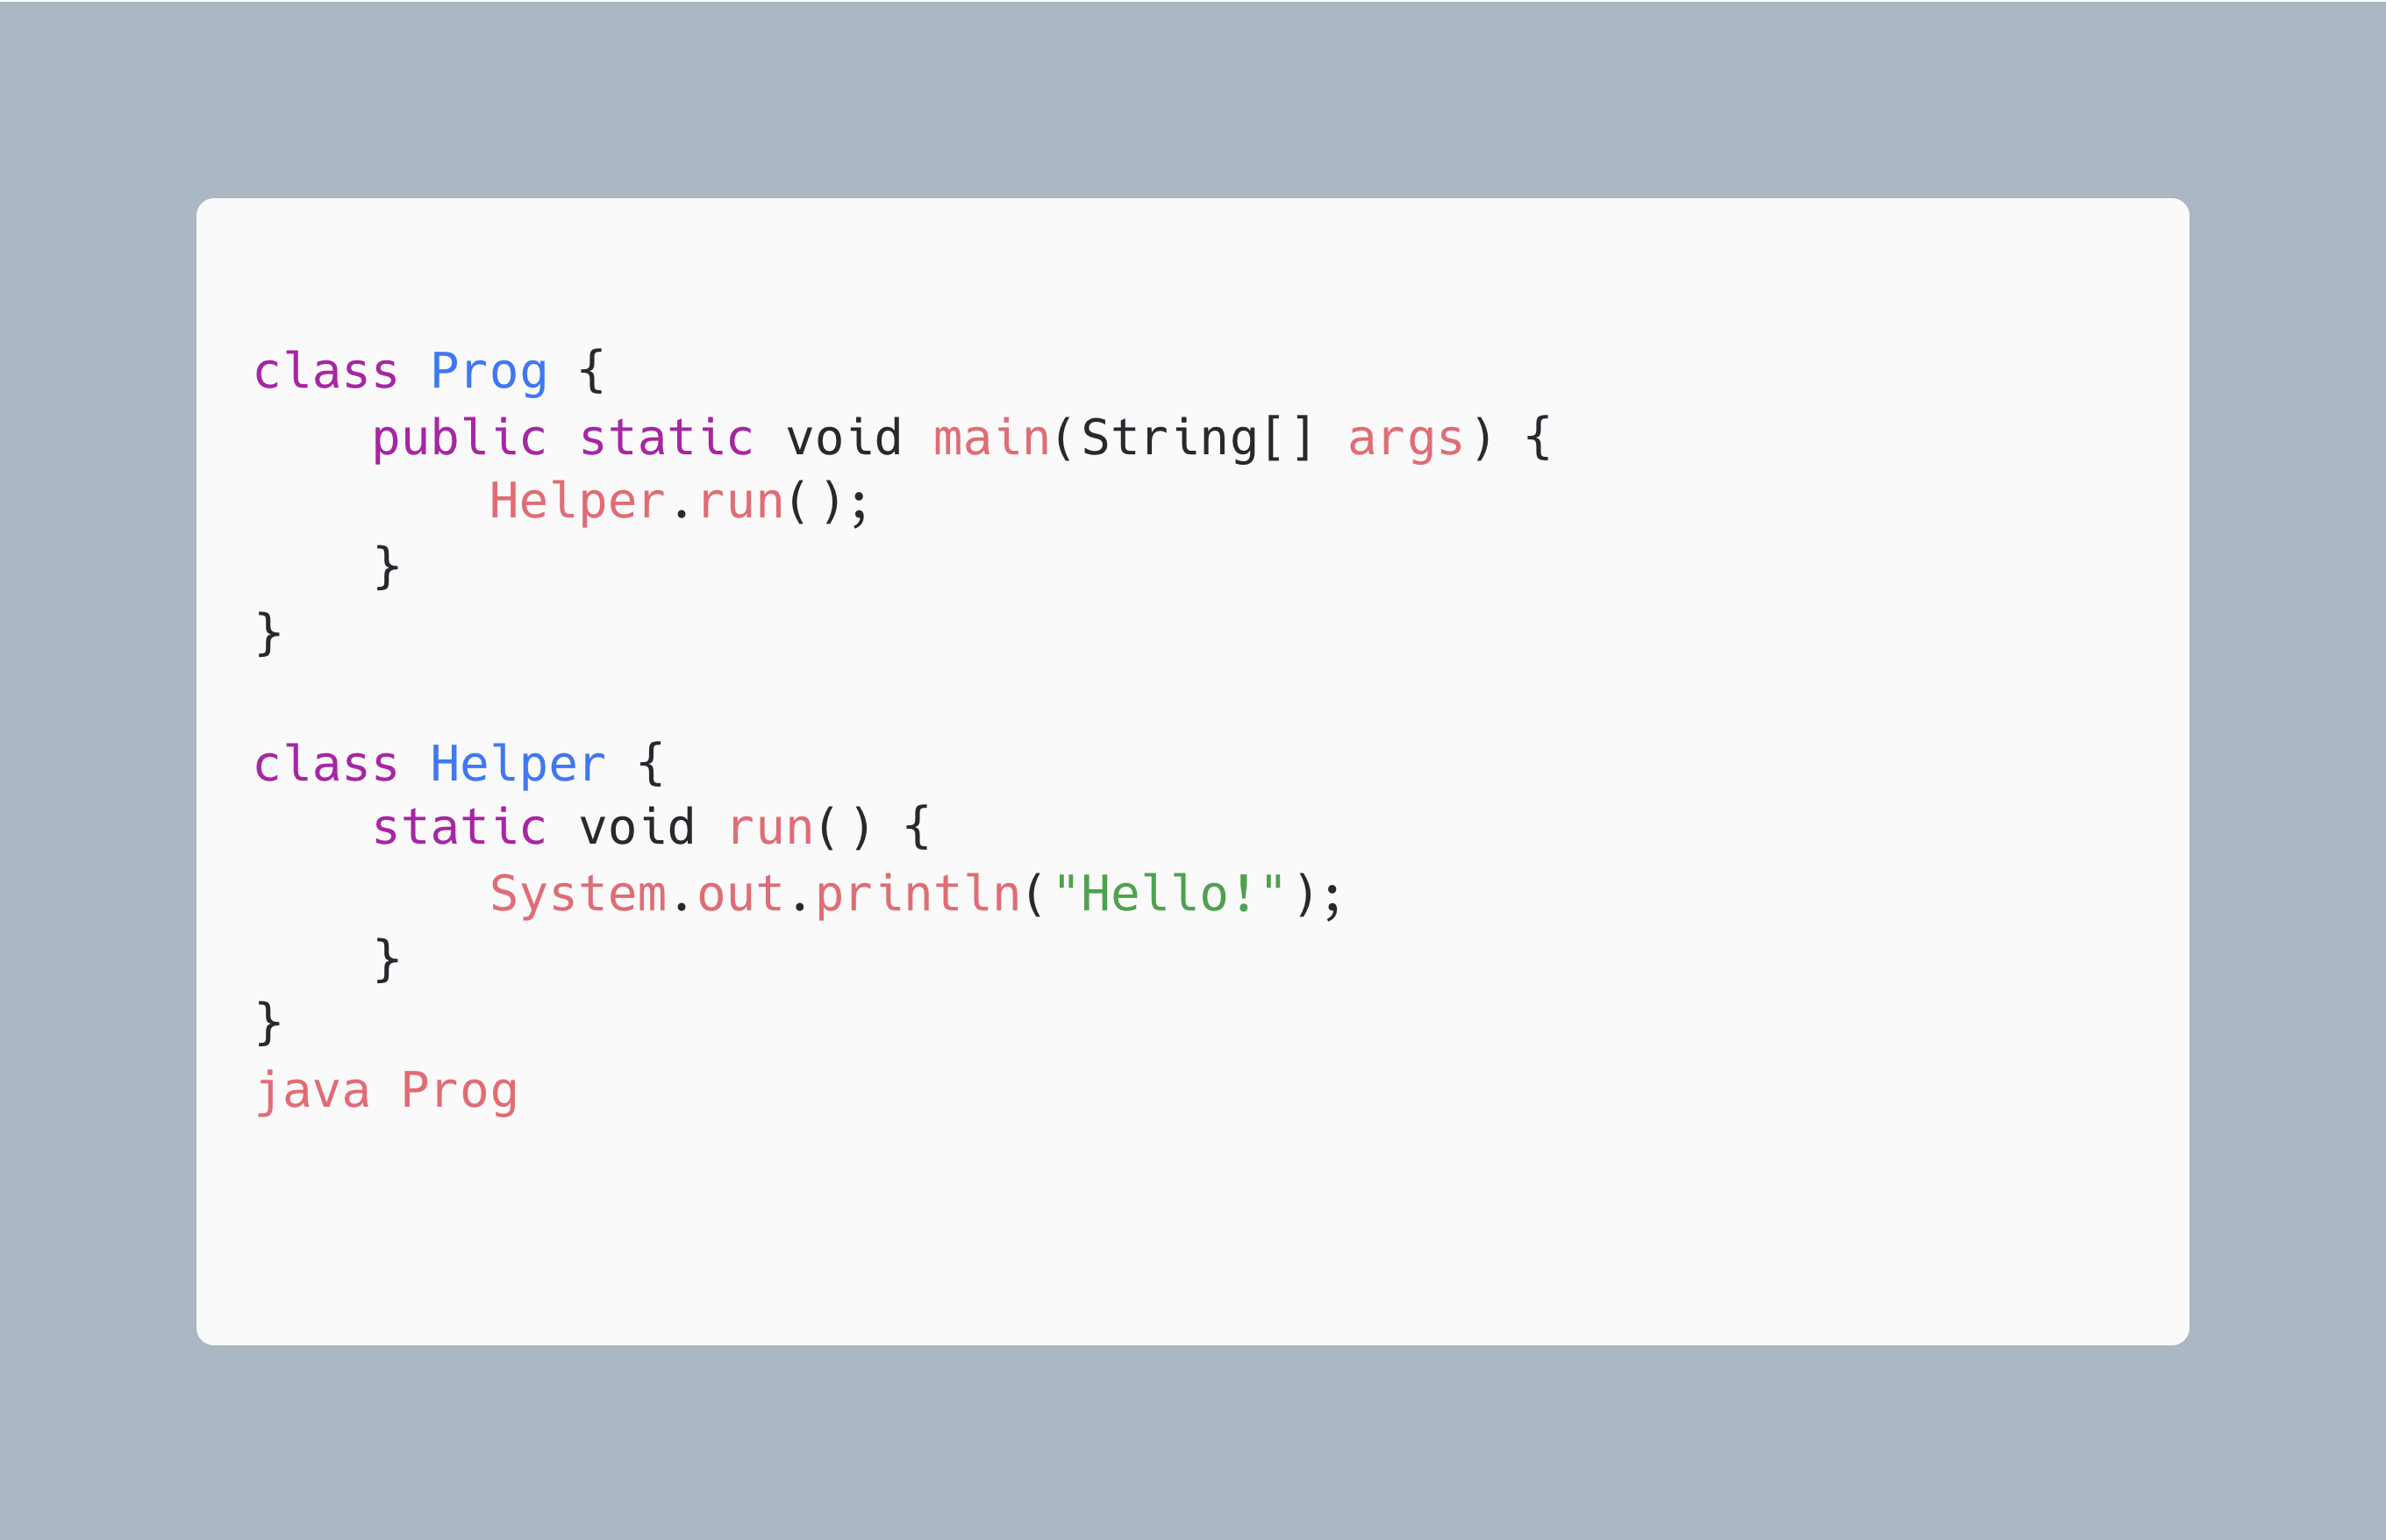 class Prog {
    public static void main(String[] args) {
        Helper.run();
    }
}

class Helper {
    static void run() {
        System.out.println("Hello!");
    }
}
java Prog